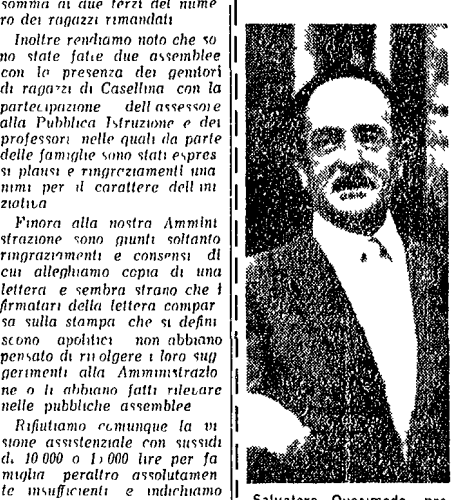 somma ai due terzi del nume
ro dei ragazzi rimandati
Inoltre rendiamo noto che so
no state fatte due assemblee
con la presenza dei genitori
di ragazzi di Casellina con la
partecipazione dell assessore
alla Pubblica Istruzione e dei
professori nelle quali da parte
delle famiglie sono stati espres
si plausi e ringraziamenti una
nimi per il carattere dell ini
ziativa
Finora alla nostra Ammini
strazione sono giunti soltanto
ringraziamenti e consensi di
cui alleghiamo copia di una
lettera e sembra strano che i
firmatari della lettera compar
sa sulla stampa che si defini
scono apolitici non abbiano
pensato di rivolgere i loro sug
gerimenti alla Amministrazio
ne o li abbiano fatti rilevare
nelle pubbliche assemblee
Rifiutiamo comunque la vi
sione assistenziale con sussidi
di 10 000 o 15 000 lire per fa
miglia peraltro assolutamen
te insufficienti e indichiamo
Salvatore Quasimodo pre